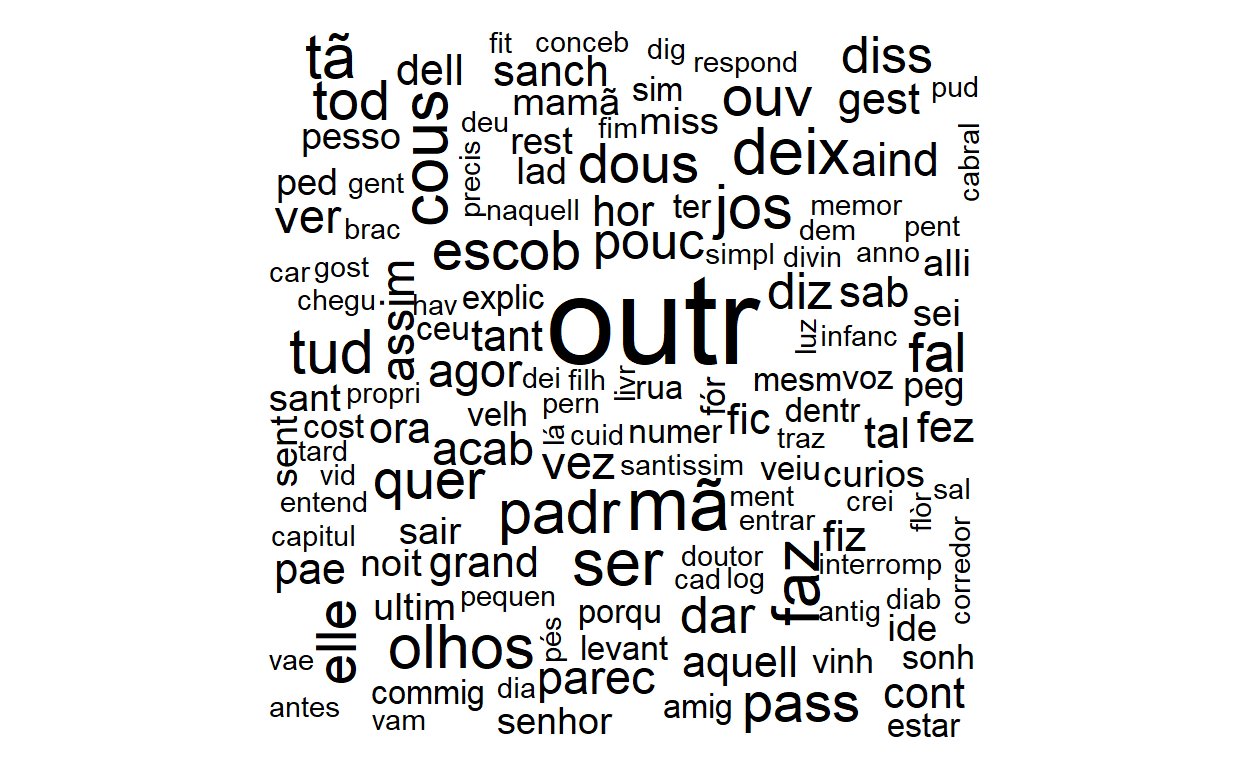 tã dell fit conceb dig respond diss
tod sanch mamã sim ouv gest pud
pesso cous deu rest fim miss deix aind cabral
ped gent precis lad dous
ver brac naquell hor ter jos memor dem pent
escob pouc simpl divin anno alli
car gost
chegu assim hav explic outr diz sab sei
tud ceu tant luz infanc fal
agor dei filh livr rua fór mesm voz peg
sant propri velh pern fic dentr
sent cost ora là cuid numer traz tal fez
tard acab vez santissim veiu curios
vid quer
entend padr mã ment crei flòr sal
capitul sair entrar fiz
pae noit grand ser doutor faz interromp corredor
cad log
elle ultim pequen porqu dar antig diab
olhos pés levant ide
vae parec aquell vinh sonh
commig dia pass cont
antes vam senhor amig estar